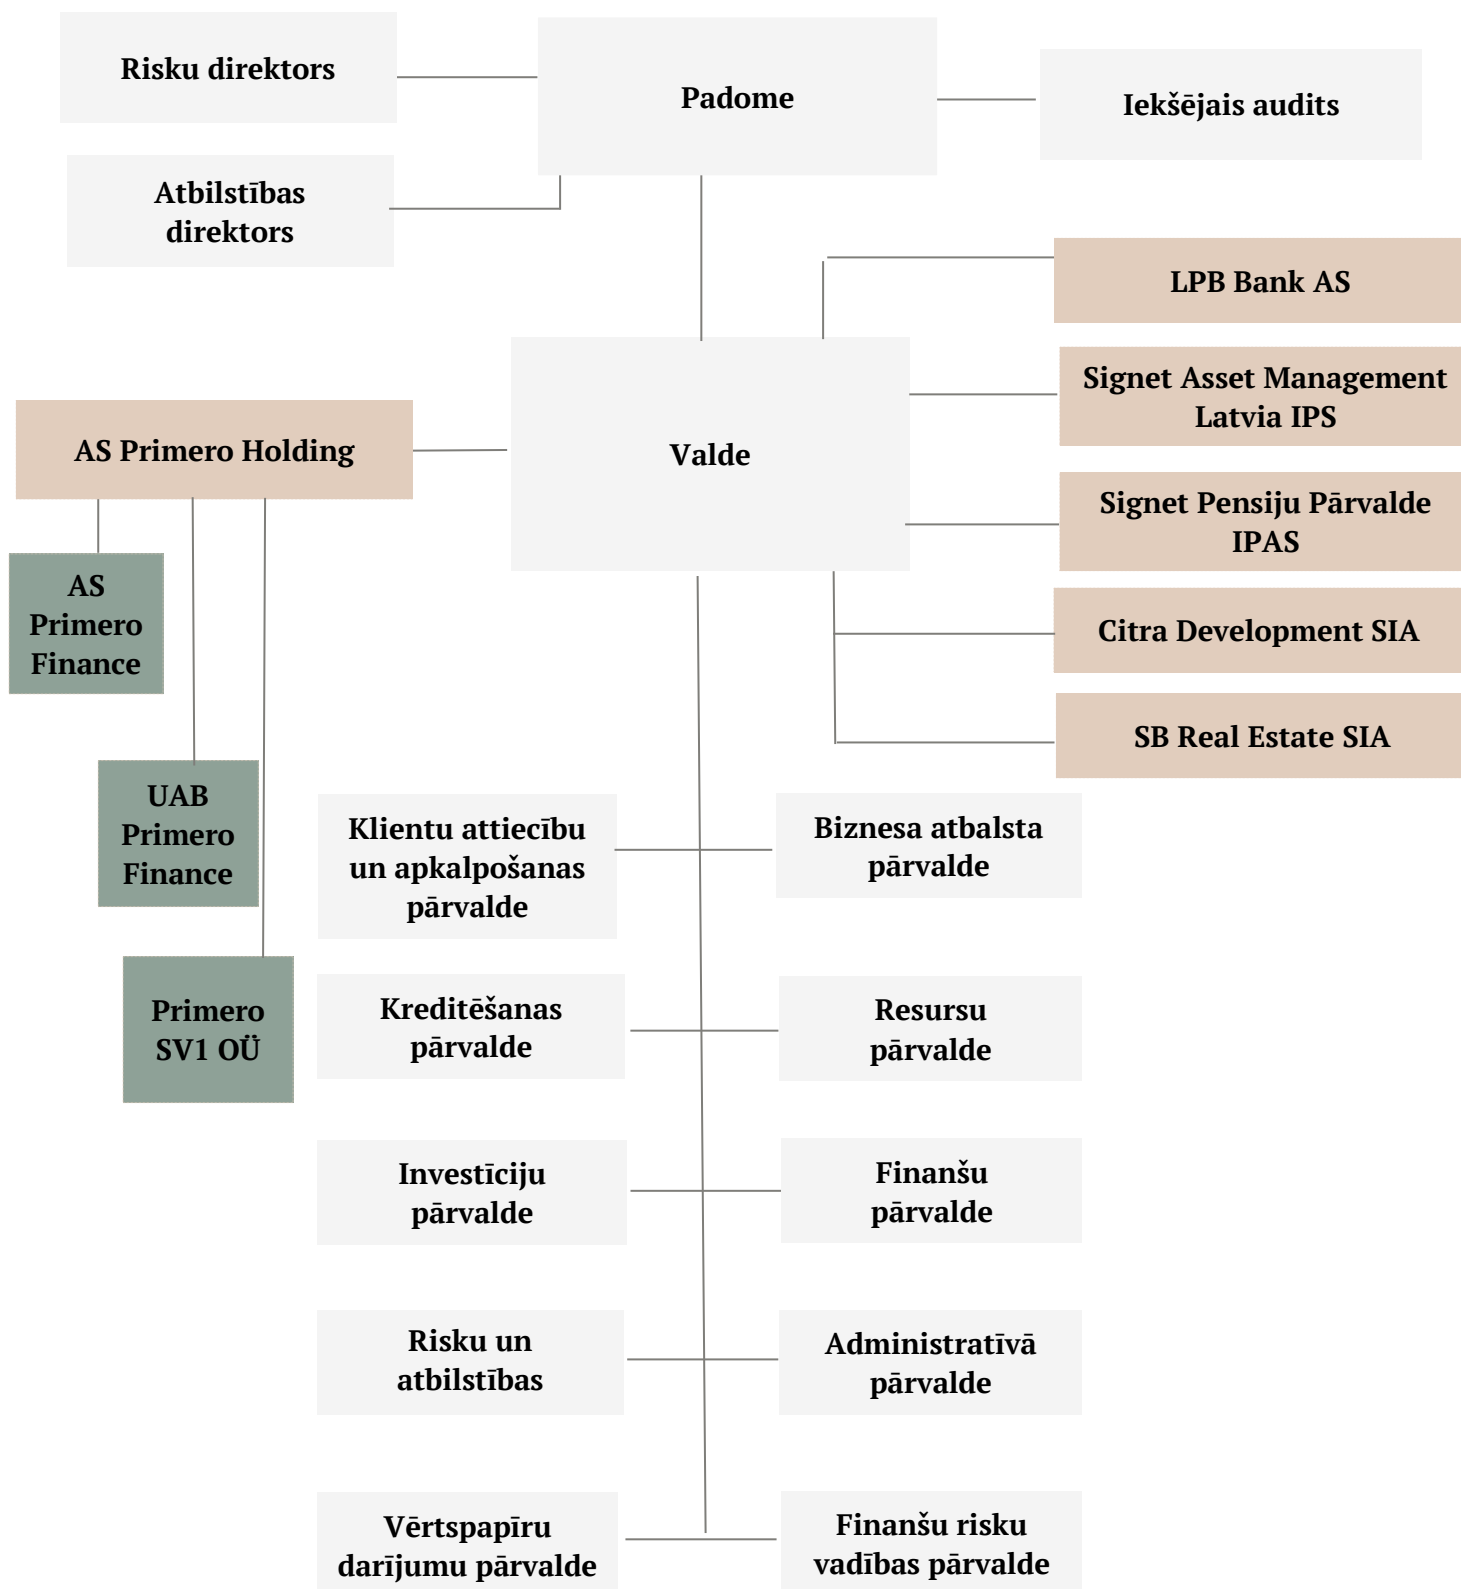 Risku direktors
Padome
Iekšējais audits
Atbilstības
direktors
LPB Bank AS
Signet Asset Management
Latvia IPS
AS Primero Holding
Valde
Signet Pensiju Pārvalde
IPAS
AS
Primero
Finance
Citra Development SIA
SB Real Estate SIA
UAB
Primero
Finance
Klientu attiecību
un apkalpošanas
pārvalde
Biznesa atbalsta
pārvalde
Primero
SV1 OÜ
Kreditēšanas
pārvalde
Resursu
pārvalde
Investīciju
pārvalde
Finanšu
pārvalde
Risku un
atbilstības
Administratīvā
pārvalde
Vērtspapīru
darījumu pārvalde
Finanšu risku
vadības pārvalde